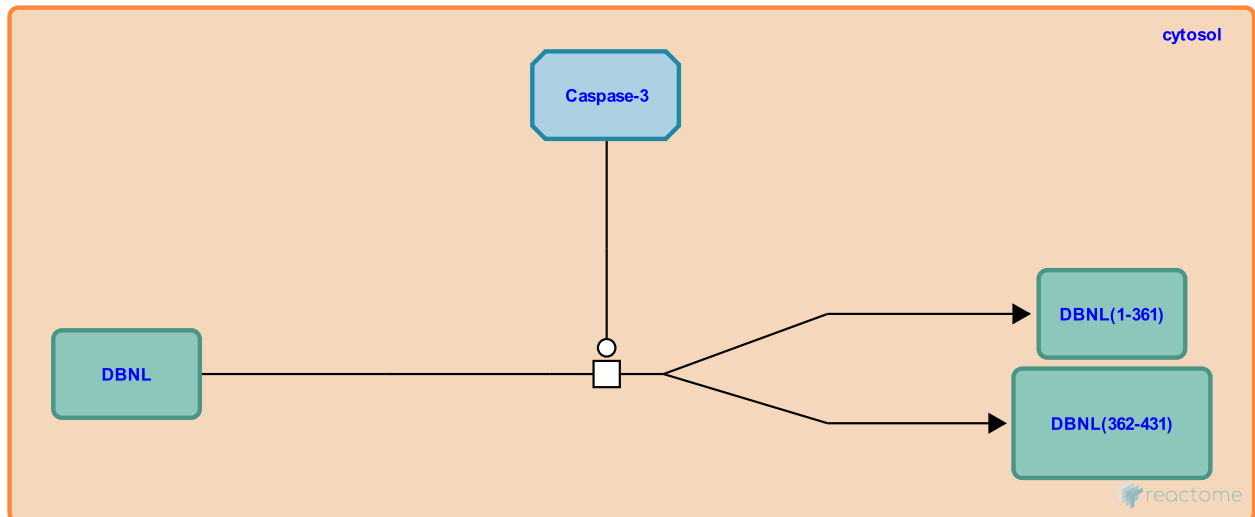 cytosol
Caspase-3
DBNL(1-361)
DBNL
DBNL(362-431)
reactome